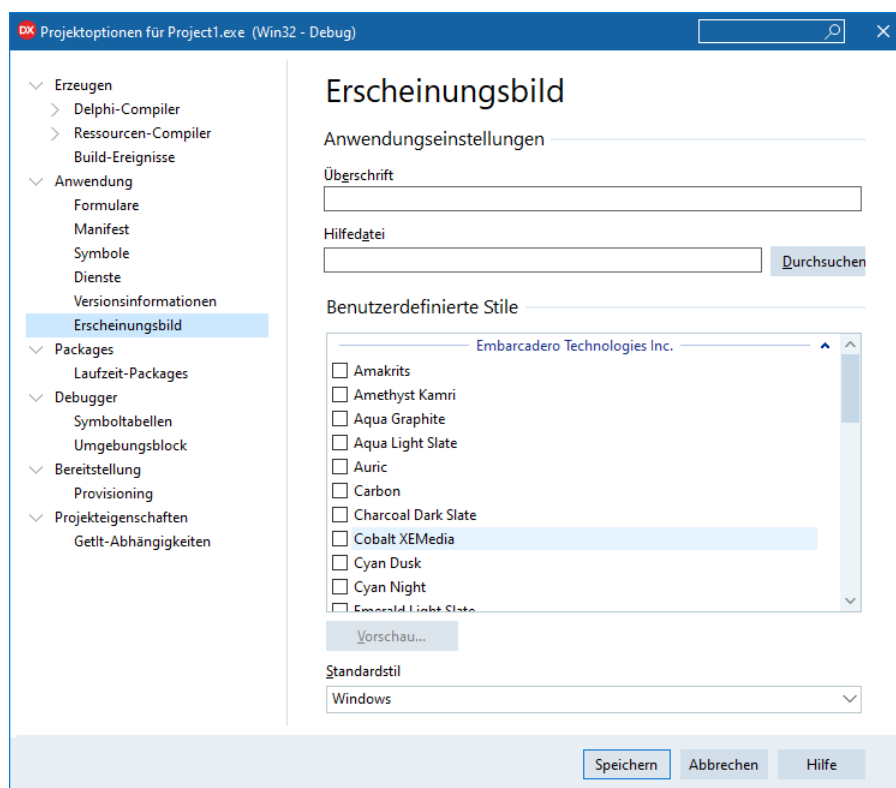 DX Projektoptionen für Project1.exe (Win32 - Debug)
Erzeugen
Delphi-Compiler
Ressourcen-Compiler
Build-Ereignisse
Anwendung
Formulare
Manifest
Symbole
Dienste
Versionsinformationen
Erscheinungsbild
Packages
Laufzeit-Packages
Debugger
Symboltabellen
Umgebungsblock
Bereitstellung
Provisioning
Projekteigenschaften
GetIt-Abhängigkeiten
Erscheinungsbild
Anwendungseinstellungen
Überschrift
Hilfedatei
Durchsuchen
Benutzerdefinierte Stile
Embarcadero Technologies Inc.
Amakrits
Amethyst Kamri
Aqua Graphite
Aqua Light Slate
Auric
Carbon
Charcoal Dark Slate
Cobalt XEMedia
Cyan Dusk
Cyan Night
Emerald Light Slate
Vorschau...
Standardstil
Windows
Speichern Abbrechen Hilfe